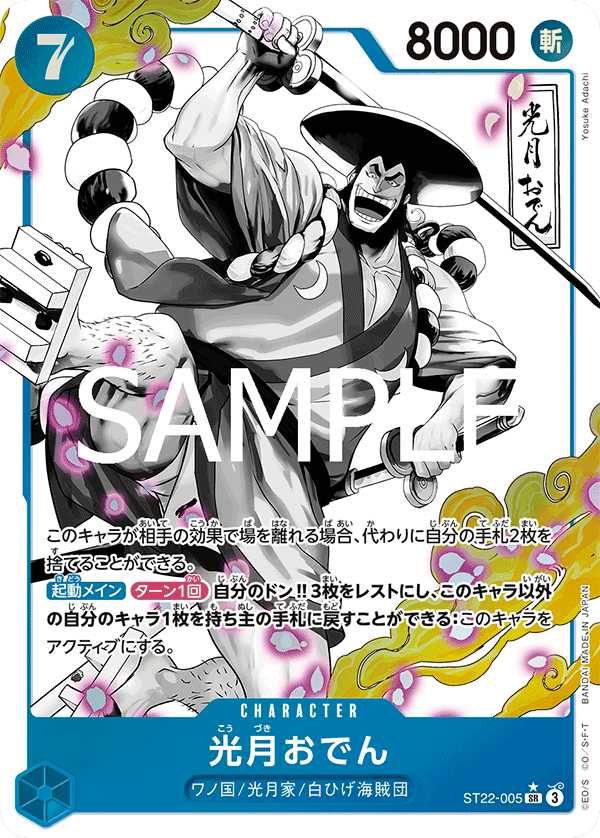 7
8000
斬
Yosuke Adachi
光月おでん
SAMPLE
このキャラが相手の効果で場を離れる場合、代わりに自分の手札2枚を
捨てることができる。
起動メイン ターン1回 自分のドン!!3枚をレストにし、このキャラ以外
の自分のキャラ1枚を持ち主の手札に戻すことができる：このキャラを
アクティブにする。
CHARACTER
こう づき
光月おでん
ワノ国/光月家/白ひげ海賊団
ST22-005 SR 3
©E.O/S ©O/S・F・T BANDAI MADE IN JAPAN